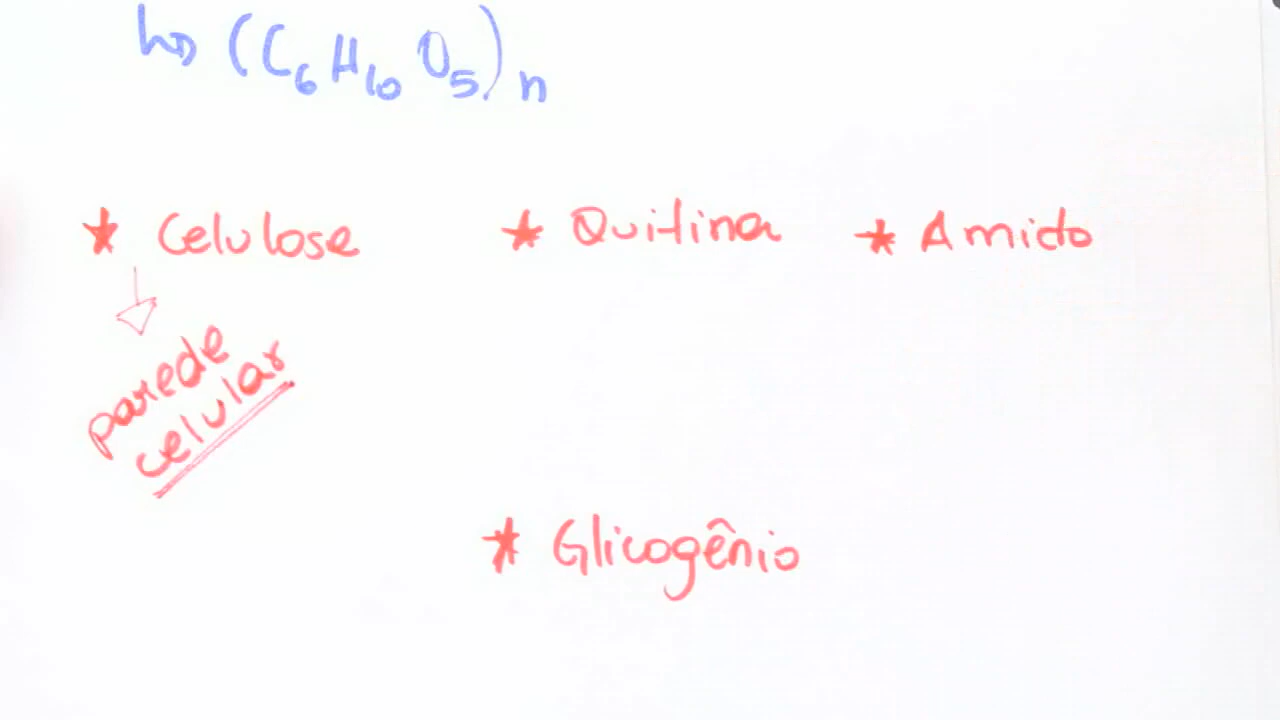 ↳ (C₆H₁₀O₅)n
★ Celulose ★ Quitina ★ Amido
parede
celular
★ Glicogênio